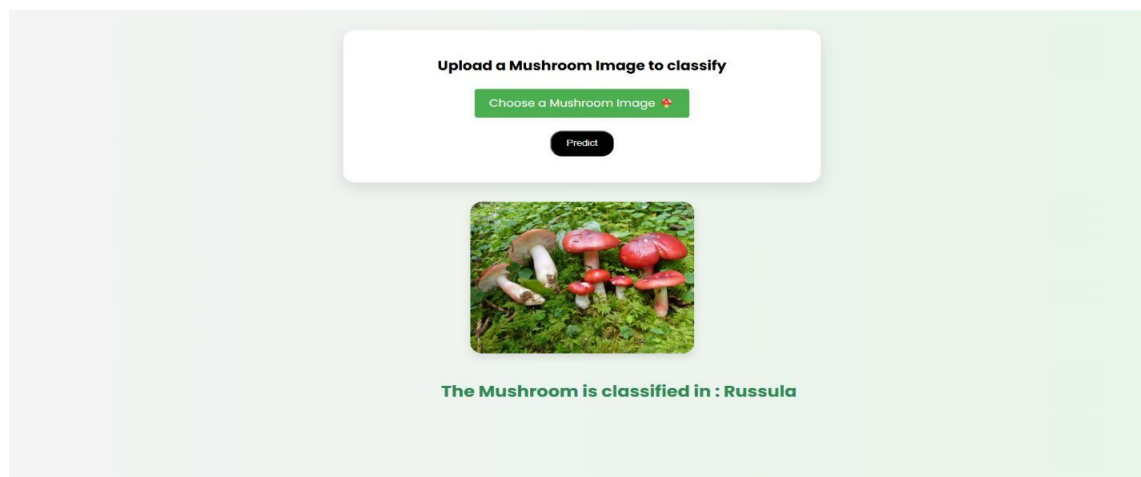 Upload a Mushroom Image to classify
Choose a Mushroom Image 🍄
Predict
The Mushroom is classified in : Russula